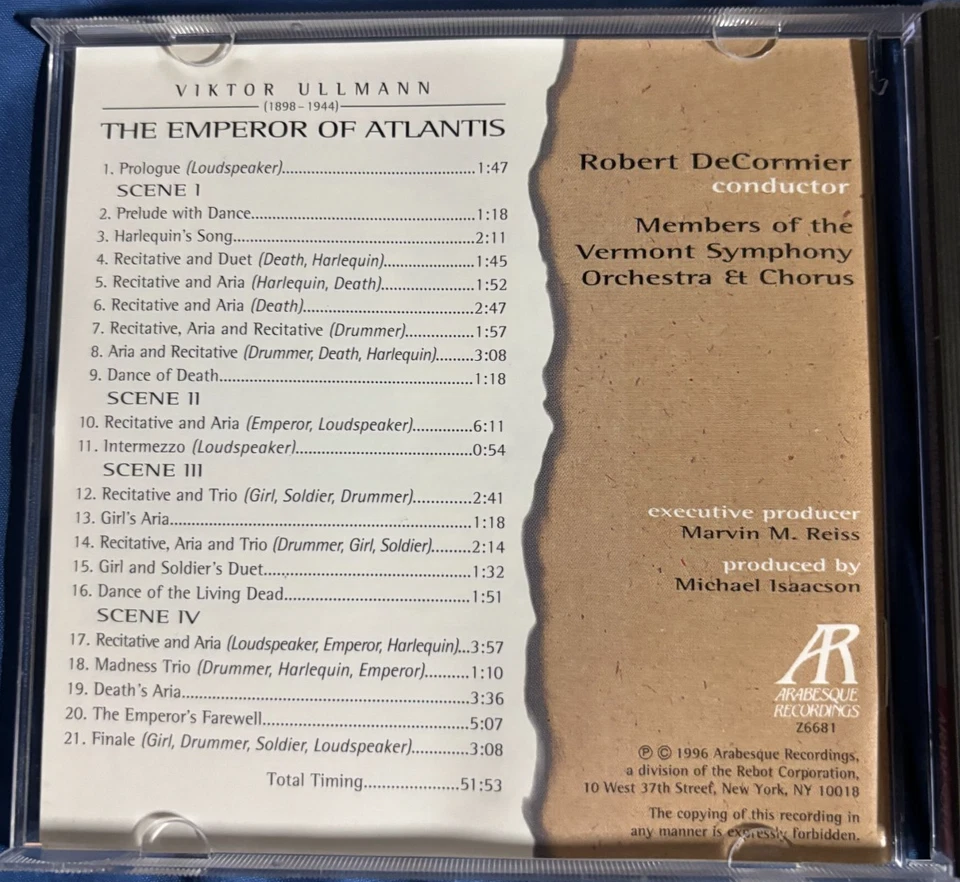 VIKTOR ULLMANN
(1898-1944)
THE EMPEROR OF ATLANTIS
1. Prologue (Loudspeaker)....................................1:47
SCENE I
2. Prelude with Dance..........................................1:18
3. Harlequin's Song..............................................2:11
4. Recitative and Duet (Death, Harlequin)................1:45
5. Recitative and Aria (Harlequin, Death).................1:52
6. Recitative and Aria (Death)................................2:47
7. Recitative, Aria and Recitative (Drummer)............1:57
8. Aria and Recitative (Drummer, Death, Harlequin).......3:08
9. Dance of Death................................................1:18
SCENE II
10. Recitative and Aria (Emperor, Loudspeaker)...........6:11
11. Intermezzo (Loudspeaker)..................................0:54
SCENE III
12. Recitative and Trio (Girl, Soldier, Drummer)............2:41
13. Girl's Aria........................................................1:18
14. Recitative, Aria and Trio (Drummer, Girl, Soldier).......2:14
15. Girl and Soldier's Duet.......................................1:32
16. Dance of the Living Dead...................................1:51
SCENE IV
17. Recitative and Aria (Loudspeaker, Emperor, Harlequin)...3:57
18. Madness Trio (Drummer, Harlequin, Emperor).........1:10
19. Death's Aria.....................................................3:36
20. The Emperor's Farewell......................................5:07
21. Finale (Girl, Drummer, Soldier, Loudspeaker)...........3:08
Total Timing....................51:53
Robert DeCormier
conductor
Members of the
Vermont Symphony
Orchestra & Chorus
executive producer
Marvin M. Reiss
produced by
Michael Isaacson
AR
ARABESQUE
RECORDINGS
Z6681
℗ © 1996 Arabesque Recordings,
a division of the Rebot Corporation,
10 West 37th Street, New York, NY 10018
The copying of this recording in
any manner is expressly forbidden.